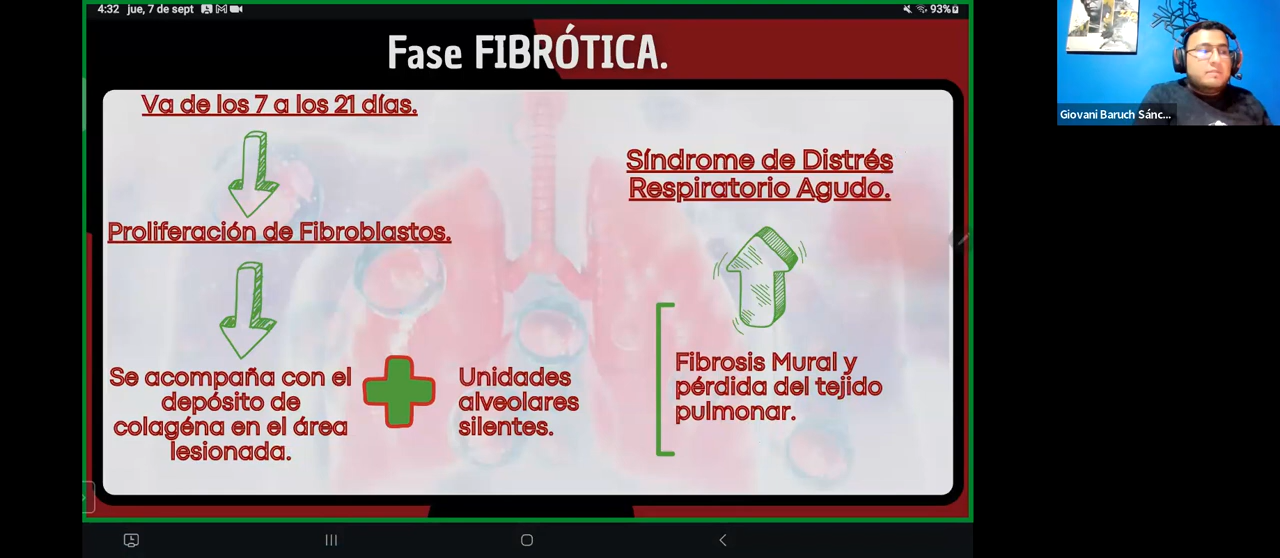 4:32 jue, 7 de sept
93%
Fase FIBRÓTICA.
Va de los 7 a los 21 días.
Proliferación de Fibroblastos.
Se acompaña con el
depósito de
colagéna en el área
lesionada.
Unidades
alveolares
silentes.
Síndrome de Distrés
Respiratorio Agudo.
Fibrosis Mural y
pérdida del tejido
pulmonar.
Giovani Baruch Sánc...